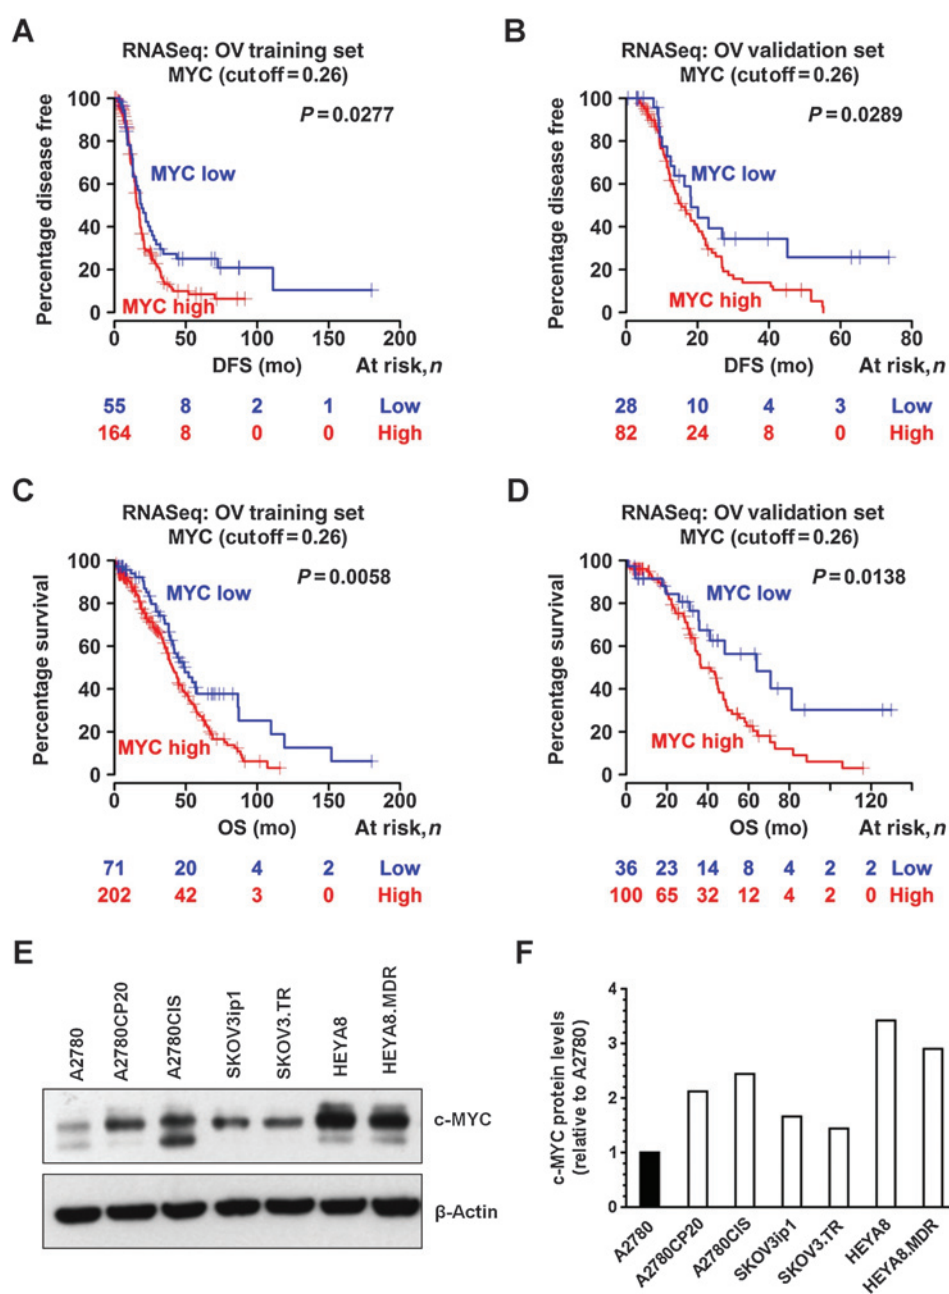 A
RNASeq: OV training set
MYC (cutoff = 0.26)
P = 0.0277
Percentage disease free
100
80
60
40
20
0
MYC low
MYC high
0 50 100 150 200
DFS (mo) At risk, n
55 8 2 1 Low
164 8 0 0 High
B
RNASeq: OV validation set
MYC (cutoff = 0.26)
P = 0.0289
Percentage disease free
100
80
60
40
20
0
MYC low
MYC high
0 20 40 60 80
DFS (mo) At risk, n
28 10 4 3 Low
82 24 8 0 High
C
RNASeq: OV training set
MYC (cutoff = 0.26)
P = 0.0058
Percentage survival
100
80
60
40
20
0
MYC low
MYC high
0 50 100 150 200
OS (mo) At risk, n
71 20 4 2 Low
202 42 3 0 High
D
RNASeq: OV validation set
MYC (cutoff = 0.26)
P = 0.0138
Percentage survival
100
80
60
40
20
0
MYC low
MYC high
0 20 40 60 80 120
OS (mo) At risk, n
36 23 14 8 4 2 2 Low
100 65 32 12 4 2 0 High
E
A2780
A2780CP20
A2780CIS
SKOV3ip1
SKOV3.TR
HEYA8
HEYA8.MDR
c-MYC
β-Actin
F
c-MYC protein levels
(relative to A2780)
4
3
2
1
0
A2780
A2780CP20
A2780CIS
SKOV3ip1
SKOV3.TR
HEYA8
HEYA8.MDR